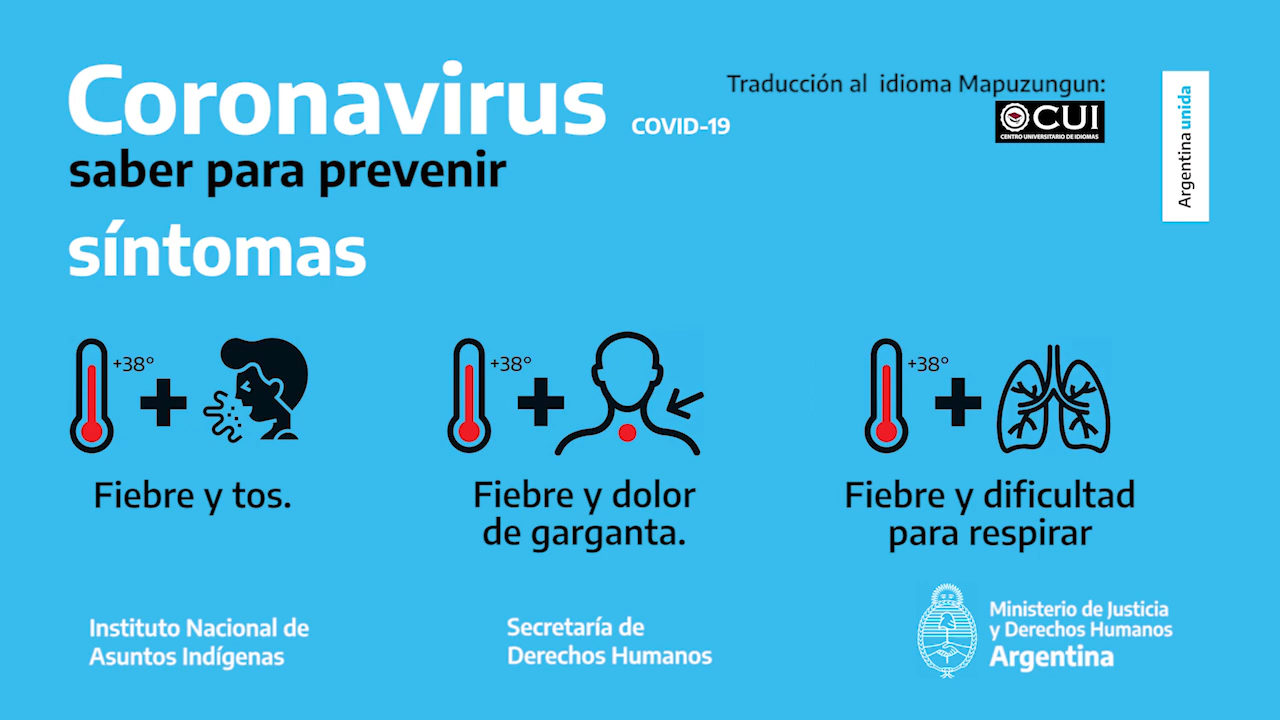 Coronavirus COVID-19
saber para prevenir
síntomas
Traducción al idioma Mapuzungun:
CUI
CENTRO UNIVERSITARIO DE IDIOMAS
Argentina unida
+38°
Fiebre y tos.
+38°
Fiebre y dolor
de garganta.
+38°
Fiebre y dificultad
para respirar
Instituto Nacional de
Asuntos Indígenas
Secretaría de
Derechos Humanos
Ministerio de Justicia
y Derechos Humanos
Argentina